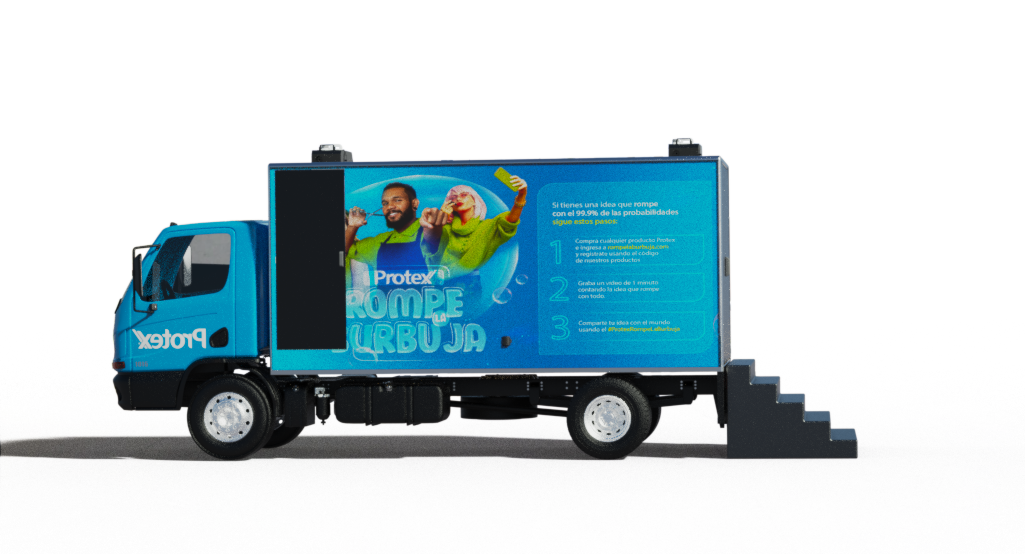 Protex
ROMPE
LA
BURBUJA
Si tienes una idea que rompe
con el 99.9% de las probabilidades
sigue estos pasos:
1
Compra cualquier producto Protex
e ingresa a rompelaburbuja.com
y regístrate usando el código
de nuestros productos
2
Graba un video de 1 minuto
contando la idea que rompe
con todo.
3
Comparte tu idea con el mundo
usando el #ProtexRompeLaBurbuja
Protex